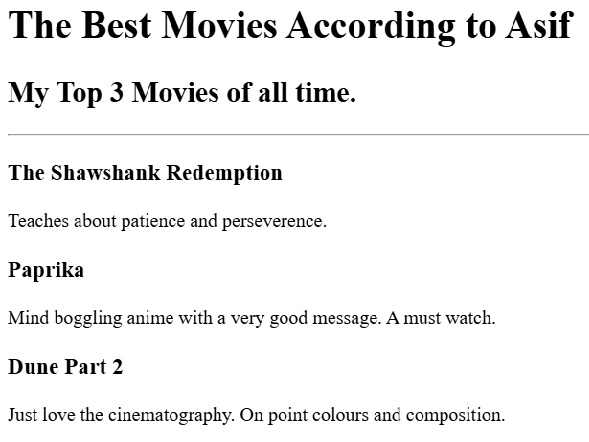 The Best Movies According to Asif
My Top 3 Movies of all time.
The Shawshank Redemption
Teaches about patience and perseverence.
Paprika
Mind boggling anime with a very good message. A must watch.
Dune Part 2
Just love the cinematography. On point colours and composition.